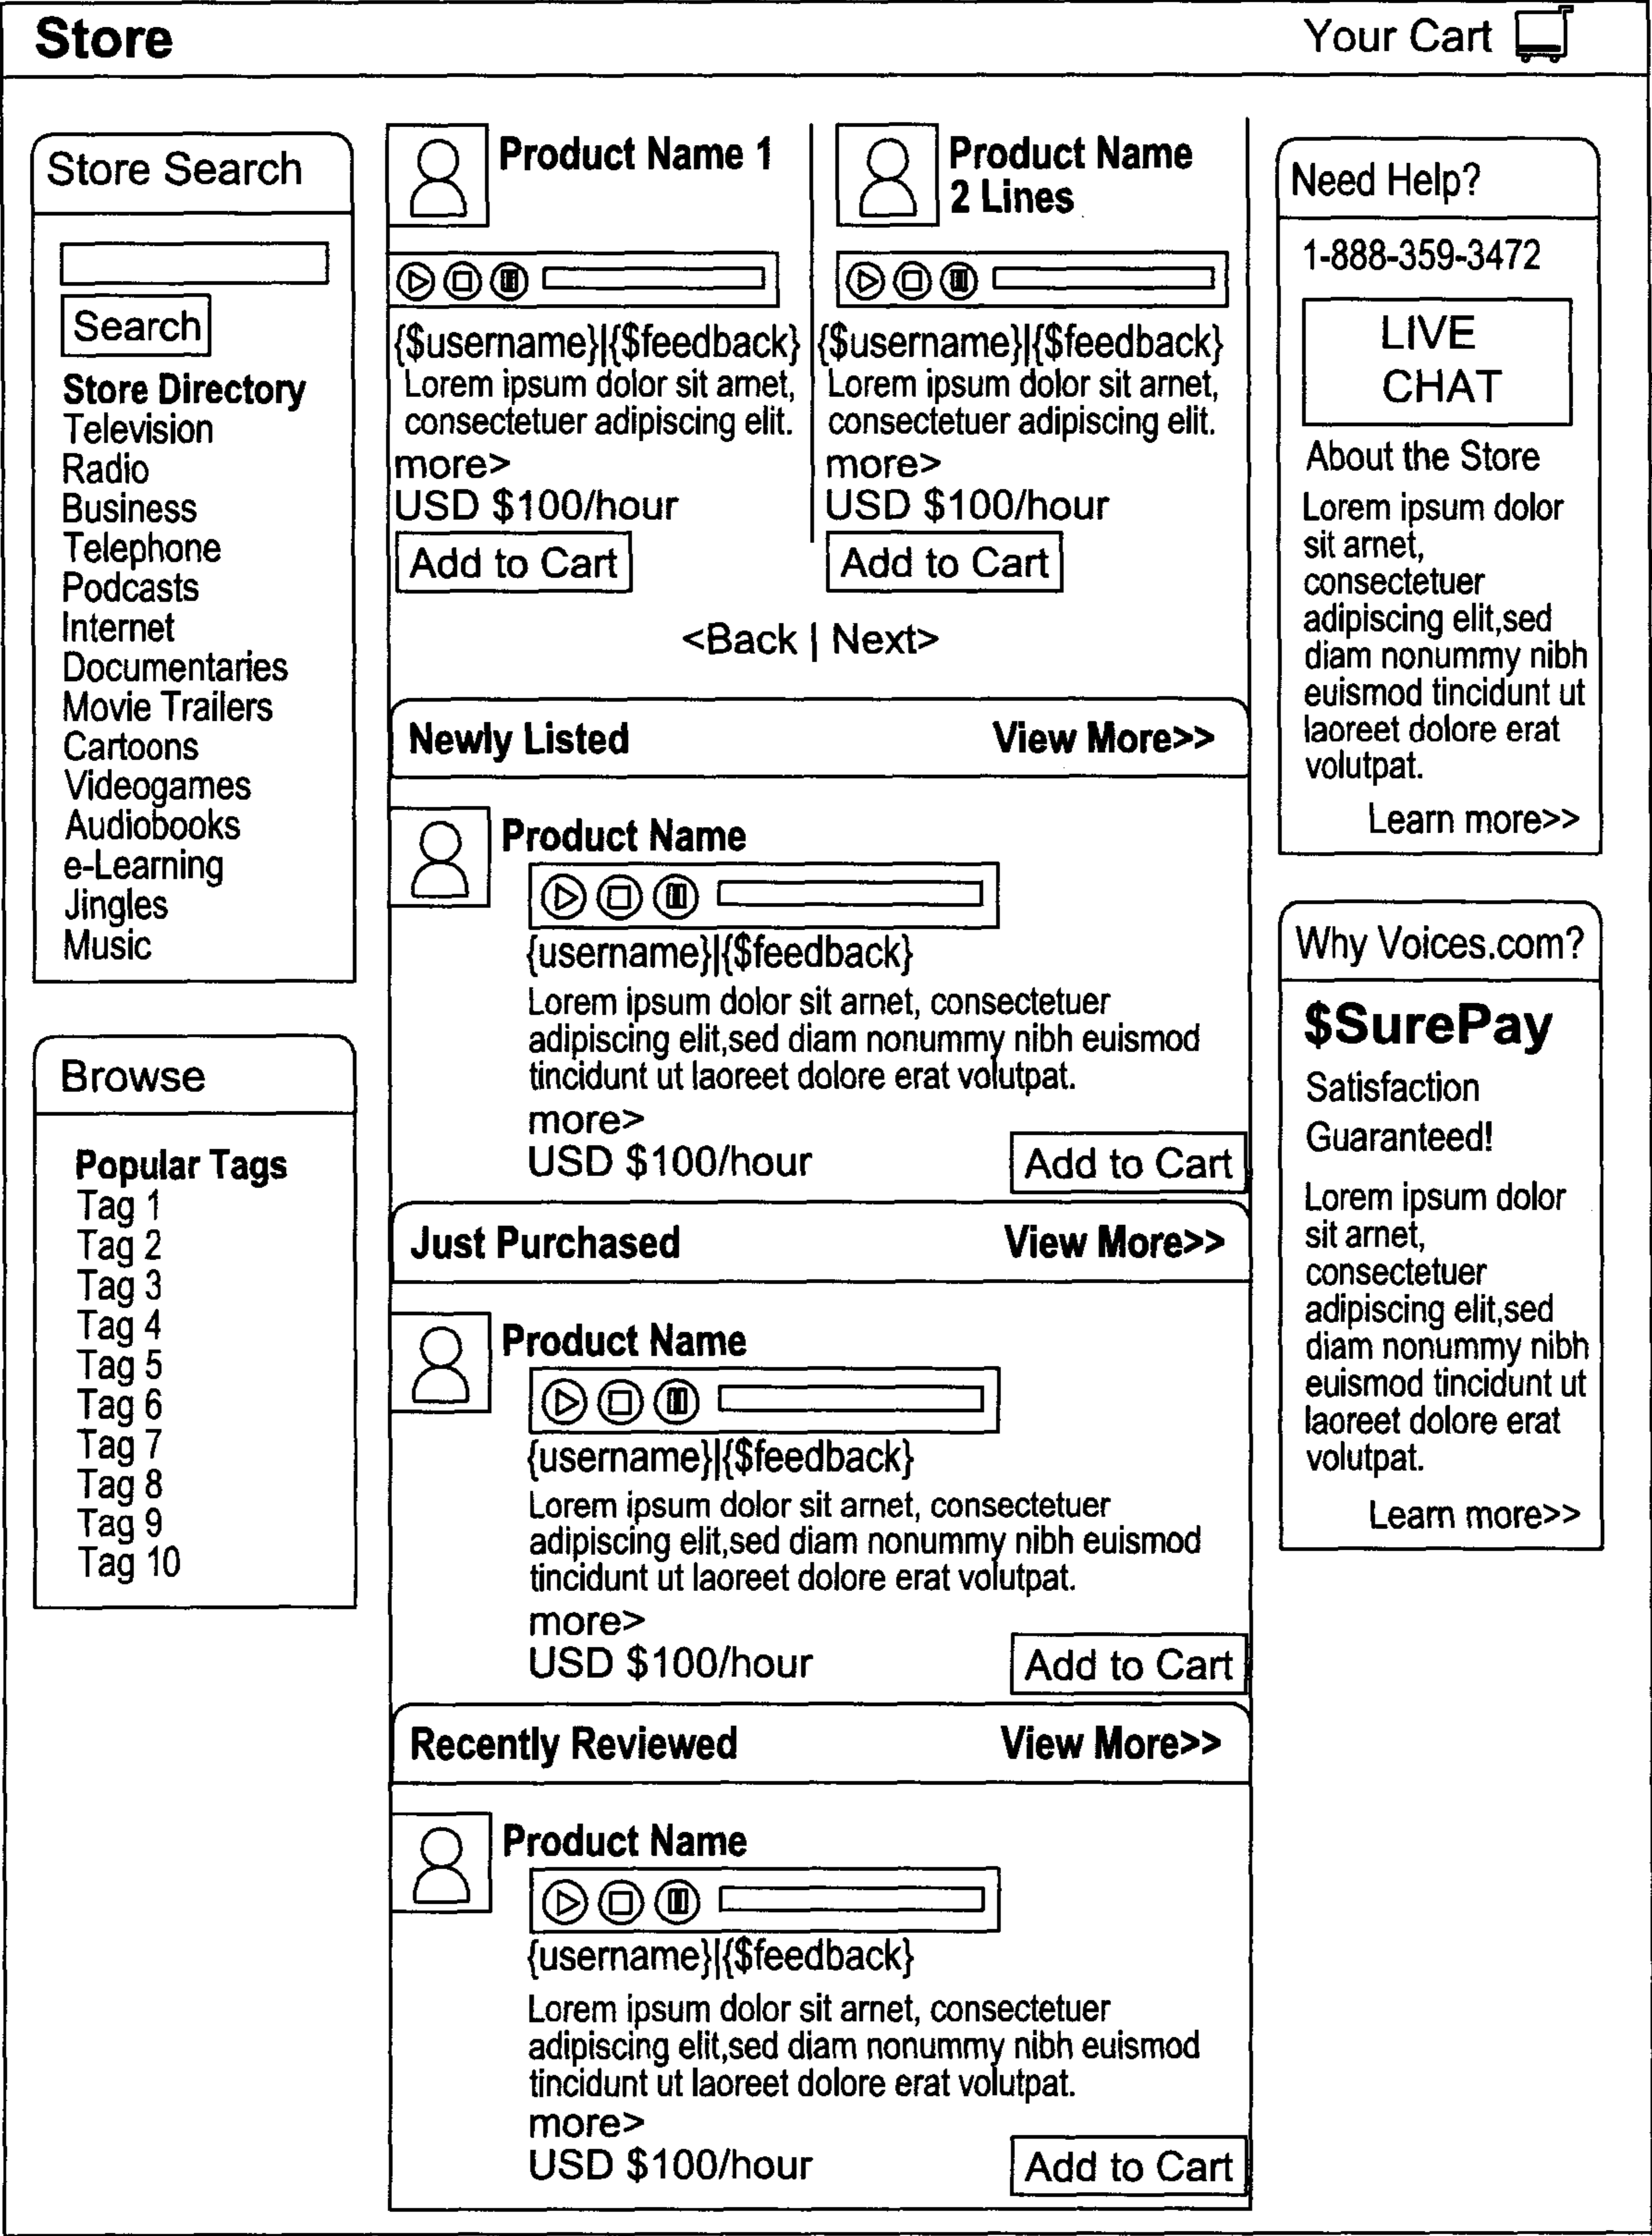 Store
Your Cart
Store Search
Search
Store Directory
Television
Radio
Business
Telephone
Podcasts
Internet
Documentaries
Movie Trailers
Cartoons
Videogames
Audiobooks
e-Learning
Jingles
Music
Browse
Popular Tags
Tag 1
Tag 2
Tag 3
Tag 4
Tag 5
Tag 6
Tag 7
Tag 8
Tag 9
Tag 10
Product Name 1
{$username}|{$feedback}
Lorem ipsum dolor sit amet,
consectetuer adipiscing elit.
more>
USD $100/hour
Add to Cart
Product Name
2 Lines
{$username}|{$feedback}
Lorem ipsum dolor sit arnet,
consectetuer adipiscing elit.
more>
USD $100/hour
Add to Cart
<Back | Next>
Newly Listed
View More>>
Product Name
{username}|{$feedback}
Lorem ipsum dolor sit arnet, consectetuer
adipiscing elit,sed diam nonummy nibh euismod
tincidunt ut laoreet dolore erat volutpat.
more>
USD $100/hour
Add to Cart
Just Purchased
View More>>
Product Name
{username}|{$feedback}
Lorem ipsum dolor sit arnet, consectetuer
adipiscing elit,sed diam nonummy nibh euismod
tincidunt ut laoreet dolore erat volutpat.
more>
USD $100/hour
Add to Cart
Recently Reviewed
View More>>
Product Name
{username}|{$feedback}
Lorem ipsum dolor sit arnet, consectetuer
adipiscing elit,sed diam nonummy nibh euismod
tincidunt ut laoreet dolore erat volutpat.
more>
USD $100/hour
Add to Cart
Need Help?
1-888-359-3472
LIVE
CHAT
About the Store
Lorem ipsum dolor
sit arnet,
consectetuer
adipiscing elit,sed
diam nonummy nibh
euismod tincidunt ut
laoreet dolore erat
volutpat.
Learn more>>
Why Voices.com?
$SurePay
Satisfaction
Guaranteed!
Lorem ipsum dolor
sit arnet,
consectetuer
adipiscing elit,sed
diam nonummy nibh
euismod tincidunt ut
laoreet dolore erat
volutpat.
Learn more>>